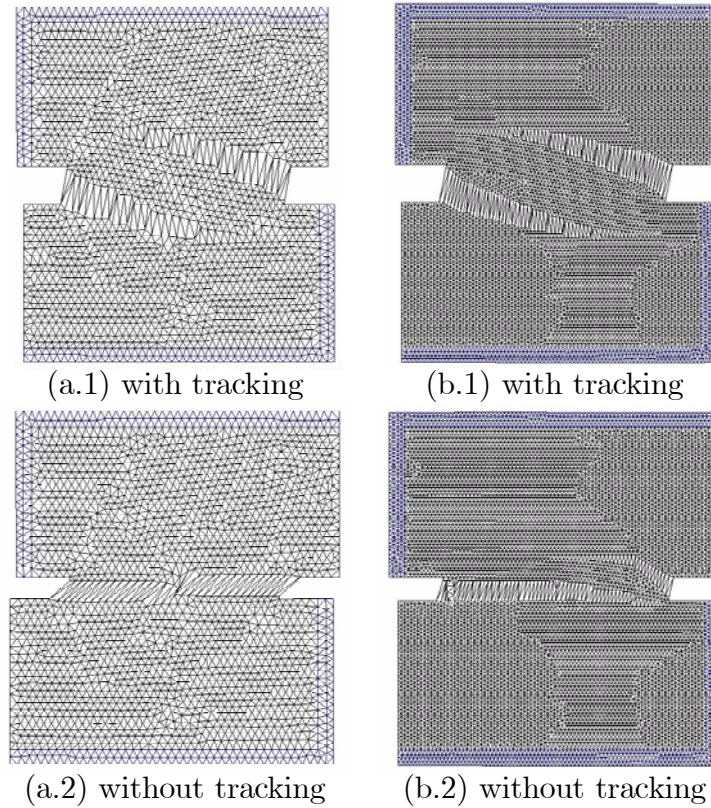 (a.1) with tracking
(b.1) with tracking
(a.2) without tracking
(b.2) without tracking